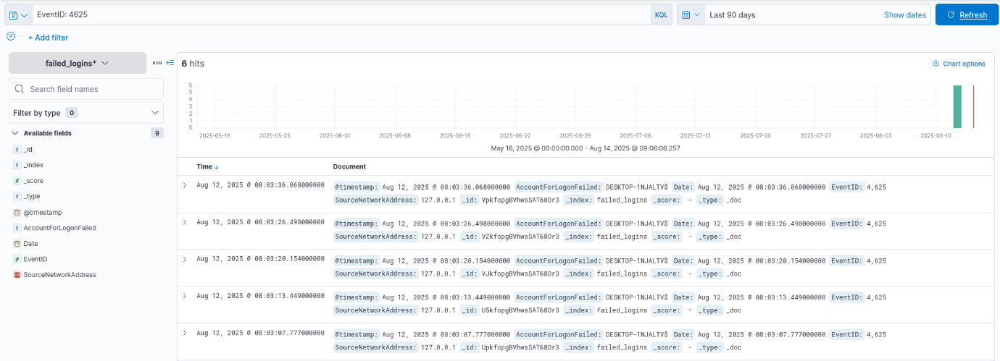 EventID: 4625 KQL Last 90 days Show dates Refresh
+ Add filter
failed_logins*
Search field names
Filter by type 0
Available fields 9
_id
_index
_score
_type
@timestamp
AccountForLogonFailed
Date
EventID
SourceNetworkAddress
6 hits Chart options
6
5
4
3
2
1
0
2025-05-18 2025-05-25 2025-06-01 2025-06-08 2025-06-15 2025-06-22 2025-06-29 2025-07-06 2025-07-13 2025-07-20 2025-07-27 2025-08-03 2025-08-10
May 16, 2025 @ 00:00:00.000 - Aug 14, 2025 @ 09:06:06.257
Time Document
Aug 12, 2025 @ 08:03:36.068000000 @timestamp: Aug 12, 2025 @ 08:03:36.068000000 AccountForLogonFailed: DESKTOP-1NJALTV$ Date: Aug 12, 2025 @ 08:03:36.068000000 EventID: 4,625
SourceNetworkAddress: 127.0.0.1 _id: VpkfopgBVhwsSAT68Or3 _index: failed_logins _score: - _type: _doc
Aug 12, 2025 @ 08:03:26.498000000 @timestamp: Aug 12, 2025 @ 08:03:26.498000000 AccountForLogonFailed: DESKTOP-1NJALTV$ Date: Aug 12, 2025 @ 08:03:26.498000000 EventID: 4,625
SourceNetworkAddress: 127.0.0.1 _id: VZkfopgBVhwsSAT68Or3 _index: failed_logins _score: - _type: _doc
Aug 12, 2025 @ 08:03:20.154000000 @timestamp: Aug 12, 2025 @ 08:03:20.154000000 AccountForLogonFailed: DESKTOP-1NJALTV$ Date: Aug 12, 2025 @ 08:03:20.154000000 EventID: 4,625
SourceNetworkAddress: 127.0.0.1 _id: VJkfopgBVhwsSAT68Or3 _index: failed_logins _score: - _type: _doc
Aug 12, 2025 @ 08:03:13.449000000 @timestamp: Aug 12, 2025 @ 08:03:13.449000000 AccountForLogonFailed: DESKTOP-1NJALTV$ Date: Aug 12, 2025 @ 08:03:13.449000000 EventID: 4,625
SourceNetworkAddress: 127.0.0.1 _id: U5kfopgBVhwsSAT68Or3 _index: failed_logins _score: - _type: _doc
Aug 12, 2025 @ 08:03:07.777000000 @timestamp: Aug 12, 2025 @ 08:03:07.777000000 AccountForLogonFailed: DESKTOP-1NJALTV$ Date: Aug 12, 2025 @ 08:03:07.777000000 EventID: 4,625
SourceNetworkAddress: 127.0.0.1 _id: UpkfopgBVhwsSAT68Or3 _index: failed_logins _score: - _type: _doc